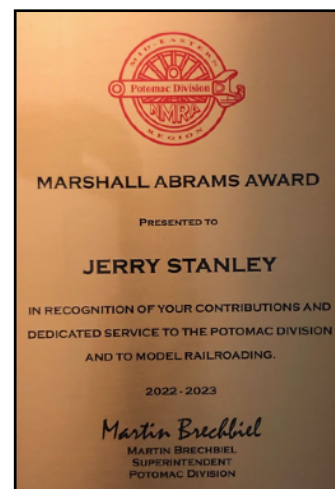 MID-EASTERN
Potomac Division
NMRA
REGION
MARSHALL ABRAMS AWARD
PRESENTED TO
JERRY STANLEY
IN RECOGNITION OF YOUR CONTRIBUTIONS AND
DEDICATED SERVICE TO THE POTOMAC DIVISION
AND TO MODEL RAILROADING.
2022-2023
Martin Brechbiel
MARTIN BRECHBIEL
SUPERINTENDENT
POTOMAC DIVISION